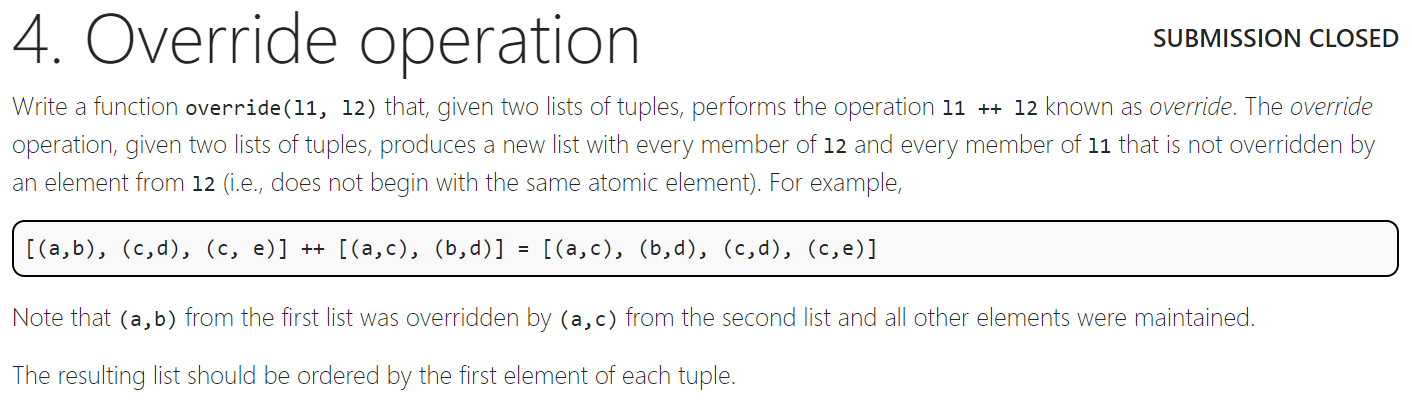 4. Override operation
SUBMISSION CLOSED
Write a function override(l1, l2) that, given two lists of tuples, performs the operation l1 ++ l2 known as override. The override
operation, given two lists of tuples, produces a new list with every member of l2 and every member of l1 that is not overridden by
an element from l2 (i.e., does not begin with the same atomic element). For example,
[(a,b), (c,d), (c, e)] ++ [(a,c), (b,d)] = [(a,c), (b,d), (c,d), (c,e)]
Note that (a,b) from the first list was overridden by (a,c) from the second list and all other elements were maintained.
The resulting list should be ordered by the first element of each tuple.